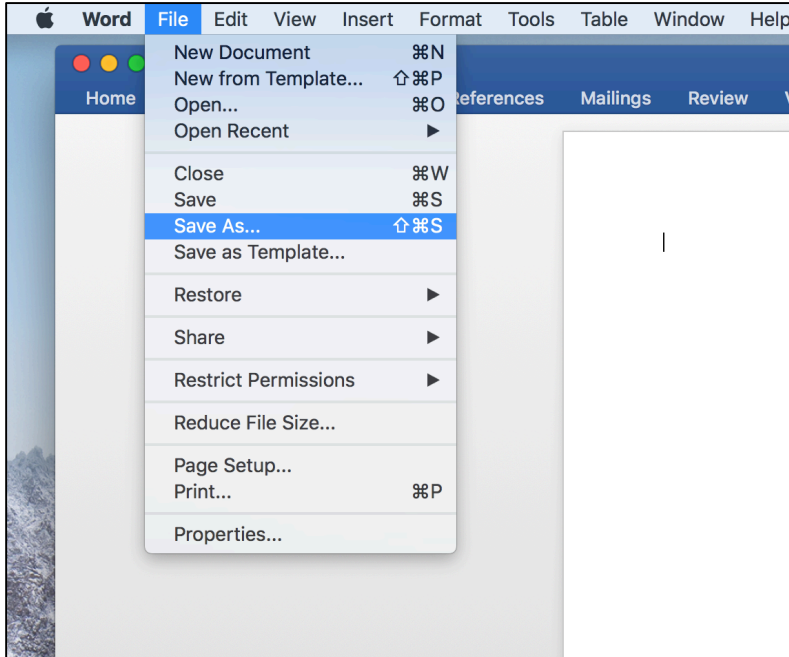 Word File Edit View Insert Format Tools Table Window Help
Home References Mailings Review
New Document ⌘N
New from Template... ⇧⌘P
Open... ⌘O
Open Recent ▶
Close ⌘W
Save ⌘S
Save As... ⇧⌘S
Save as Template...
Restore ▶
Share ▶
Restrict Permissions ▶
Reduce File Size...
Page Setup...
Print... ⌘P
Properties...